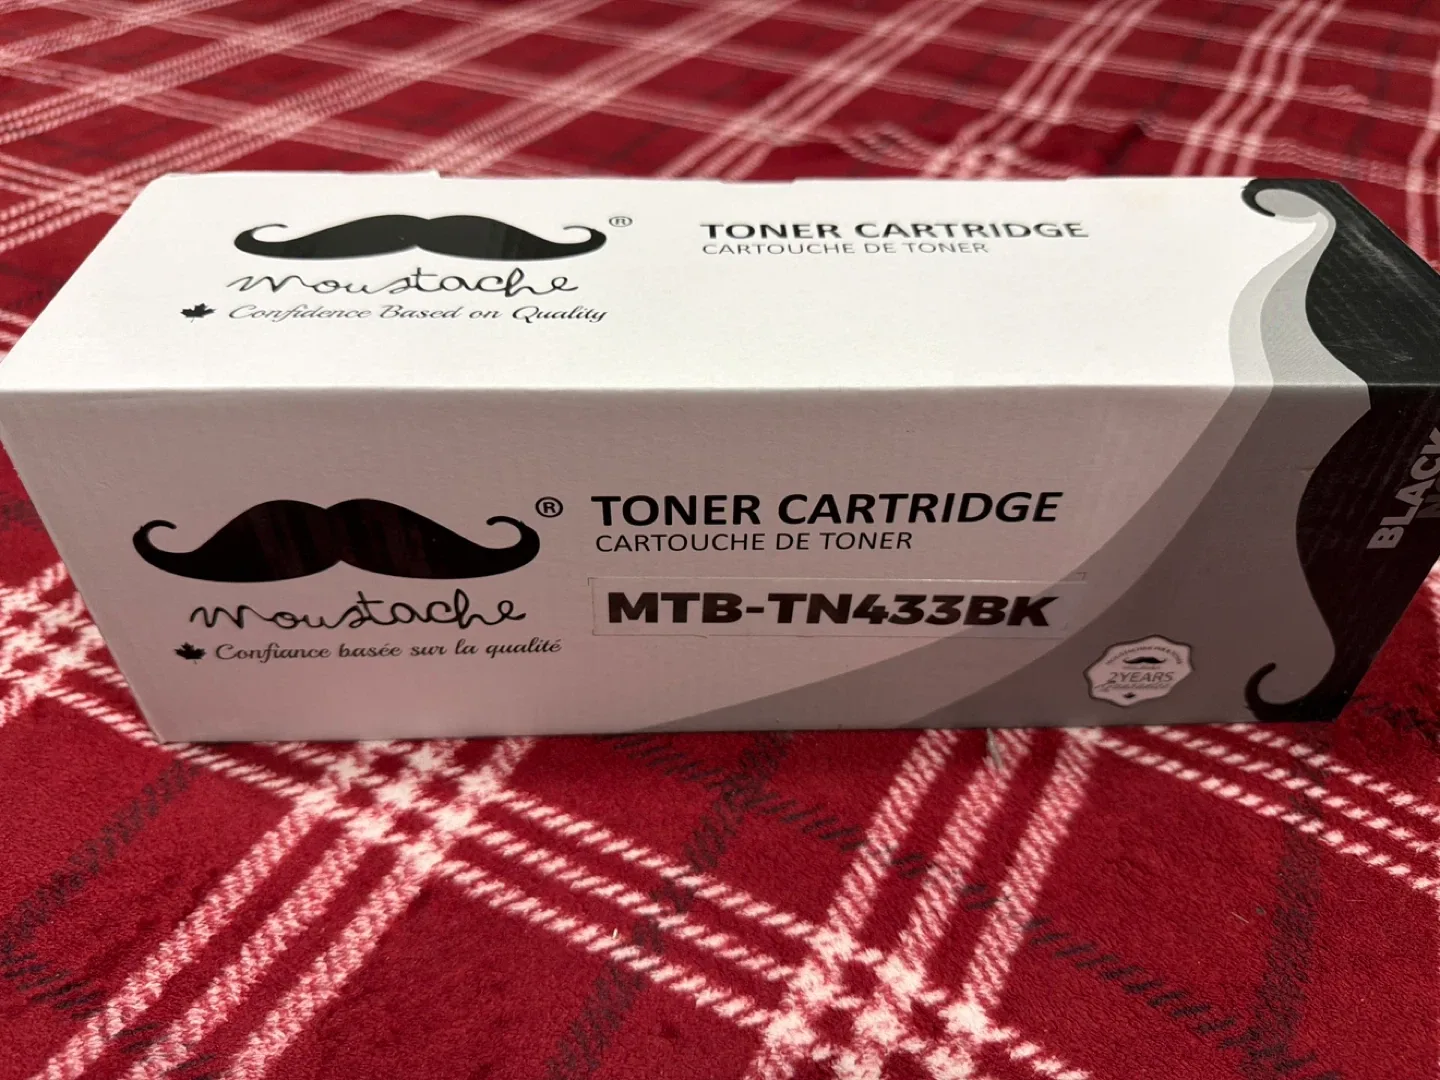 ®
moustache
Confidence Based on Quality
TONER CARTRIDGE
CARTOUCHE DE TONER
®
moustache
Confiance basée sur la qualité
TONER CARTRIDGE
CARTOUCHE DE TONER
MTB-TN433BK
2YEARS
BLACK